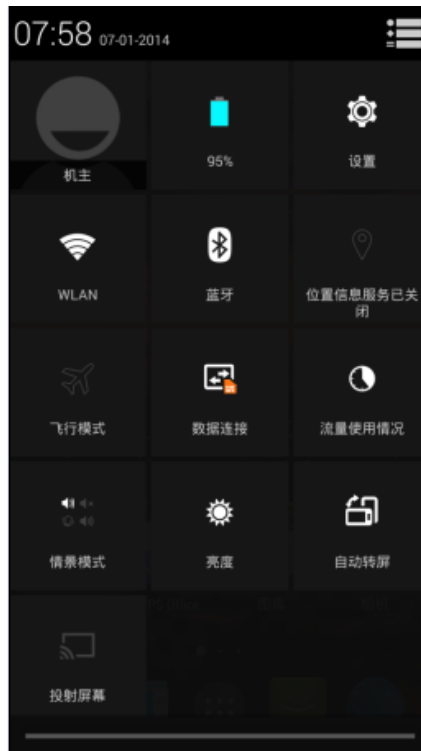 07:58 07-01-2014
机主
95%
设置
WLAN
蓝牙
位置信息服务已关
闭
飞行模式
数据连接
流量使用情况
情景模式
亮度
自动转屏
投射屏幕